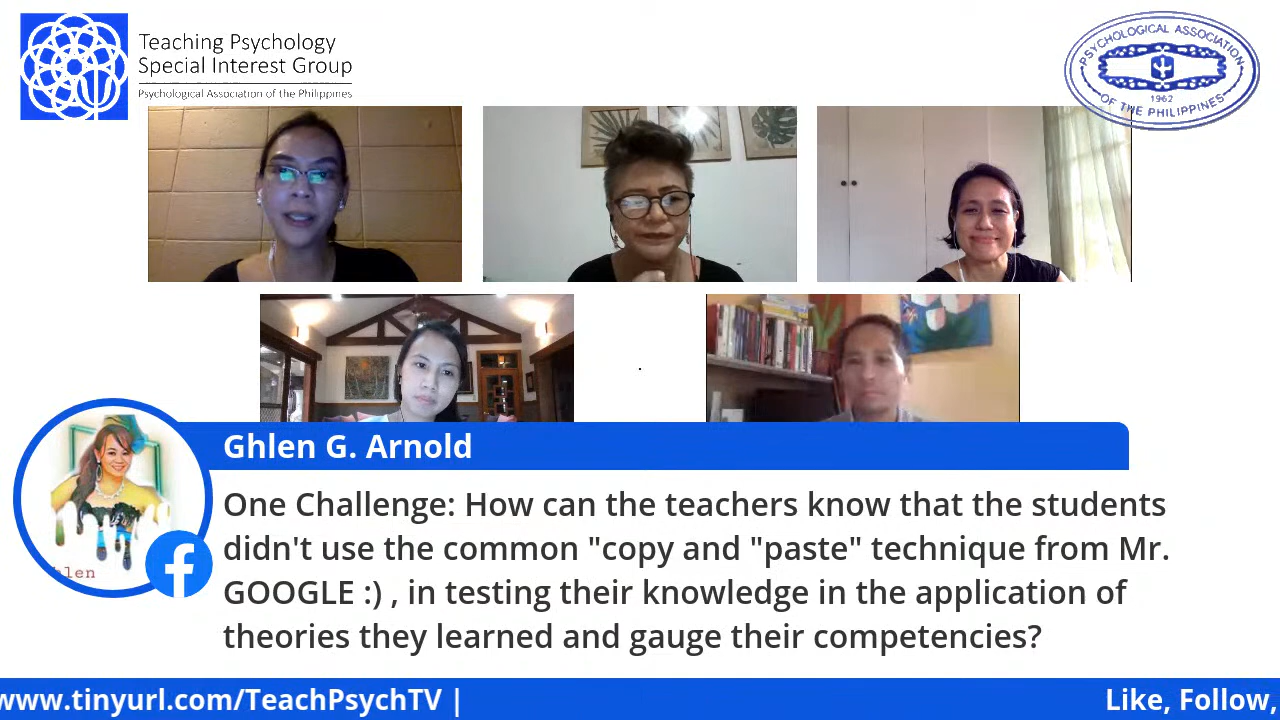 Teaching Psychology
Special Interest Group
Psychological Association of the Philippines
PSYCHOLOGICAL ASSOCIATION
1962
OF THE PHILIPPINES
Ghlen G. Arnold
One Challenge: How can the teachers know that the students
didn't use the common "copy and "paste" technique from Mr.
GOOGLE :) , in testing their knowledge in the application of
theories they learned and gauge their competencies?
len
www.tinyurl.com/TeachPsychTV |
Like, Follow,